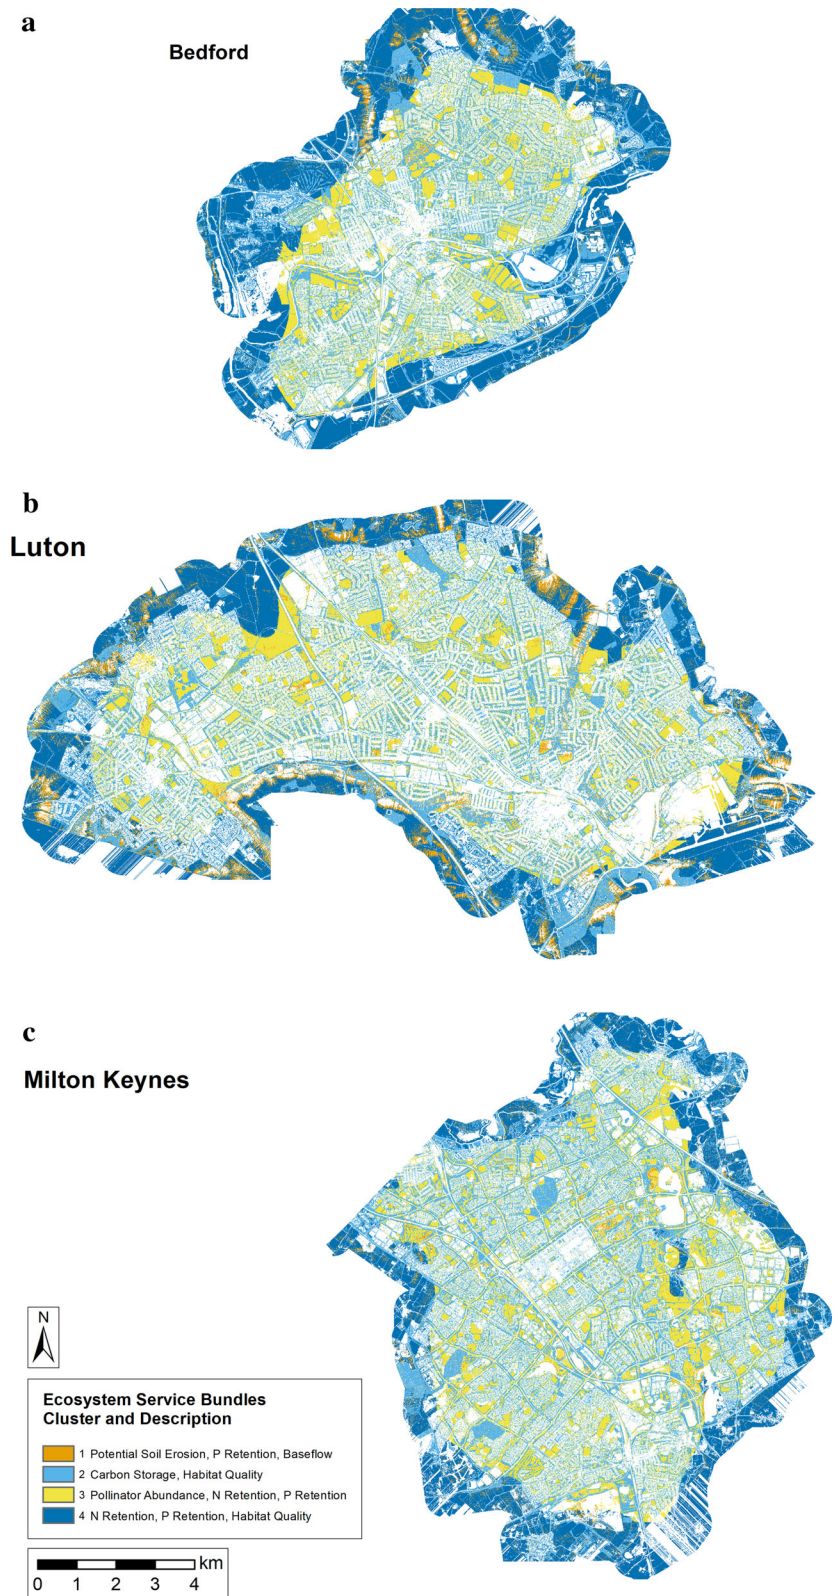 a
Bedford
b
Luton
c
Milton Keynes
N
Ecosystem Service Bundles
Cluster and Description
1 Potential Soil Erosion, P Retention, Baseflow
2 Carbon Storage, Habitat Quality
3 Pollinator Abundance, N Retention, P Retention
4 N Retention, P Retention, Habitat Quality
km
0 1 2 3 4